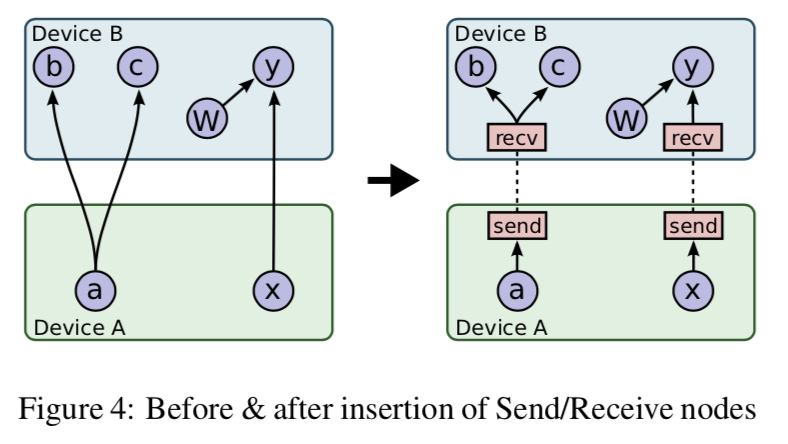 Device B
b c y
W
a x
Device A
Device B
b c y
W
recv recv
send send
a x
Device A
Figure 4: Before & after insertion of Send/Receive nodes